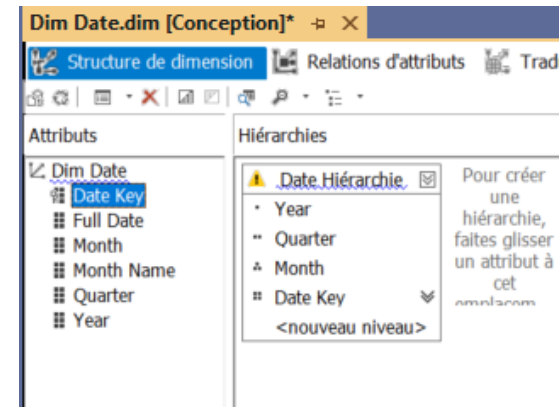 Dim Date.dim [Conception]*
Structure de dimension Relations d'attributs Trad
Attributs
Dim Date
Date Key
Full Date
Month
Month Name
Quarter
Year
Hiérarchies
Date Hiérarchie
Year
Quarter
Month
Date Key
<nouveau niveau>
Pour créer
une
hiérarchie,
faites glisser
un attribut à
cet
emplacem